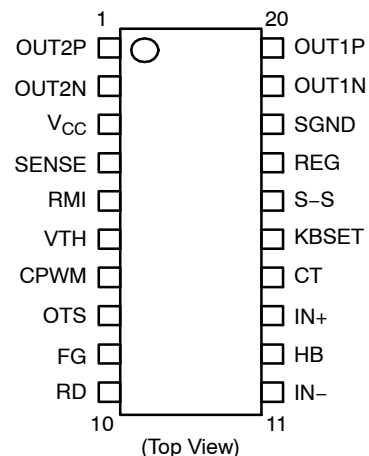 1 20
OUT2P OUT1P
OUT2N OUT1N
VCC SGND
SENSE REG
RMI S−S
VTH KBSET
CPWM CT
OTS IN+
FG HB
RD IN−
10 11
(Top View)